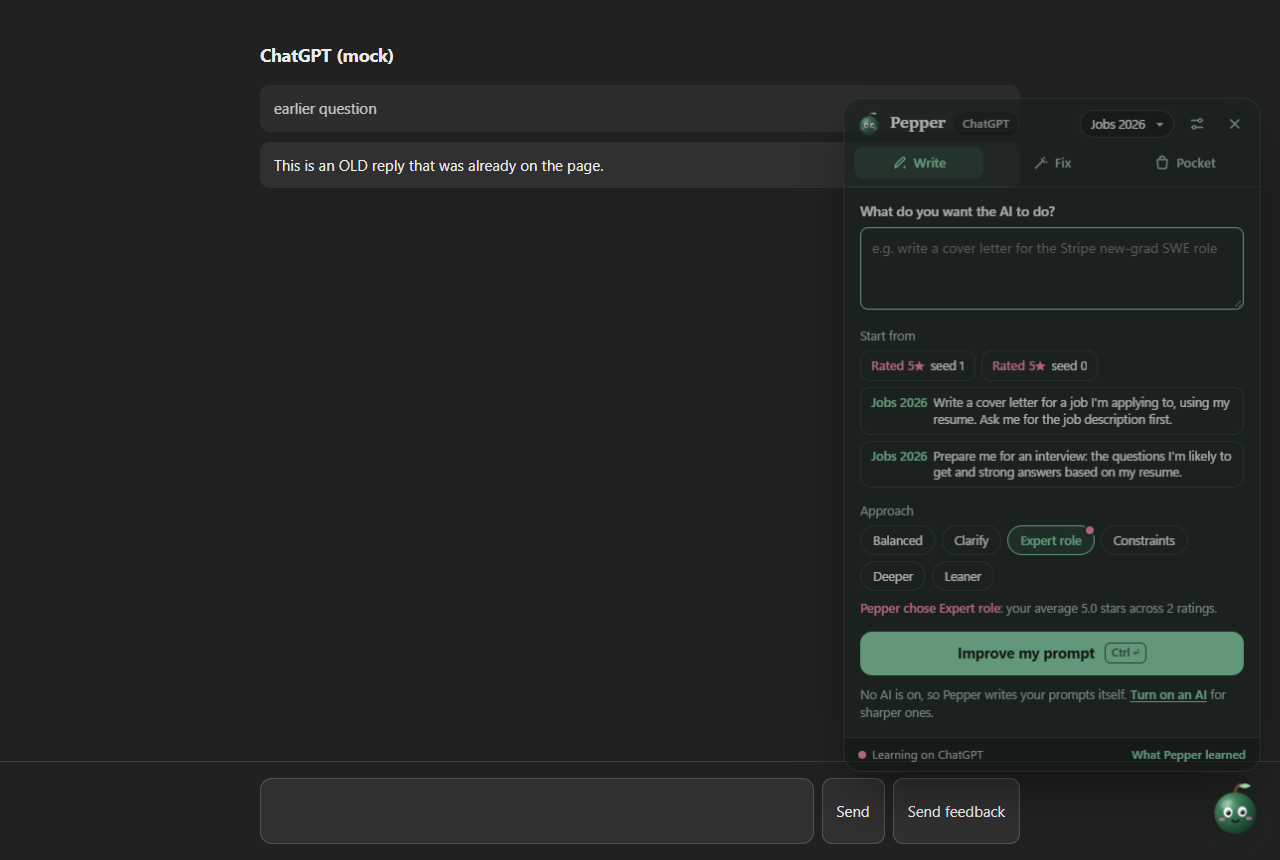 ChatGPT (mock)
earlier question
This is an OLD reply that was already on the page.
Pepper ChatGPT Jobs 2026
Write Fix Pocket
What do you want the AI to do?
e.g. write a cover letter for the Stripe new-grad SWE role
Start from
Rated 5★ seed 1 Rated 5★ seed 0
Jobs 2026 Write a cover letter for a job I'm applying to, using my
resume. Ask me for the job description first.
Jobs 2026 Prepare me for an interview: the questions I'm likely to
get and strong answers based on my resume.
Approach
Balanced Clarify Expert role Constraints
Deeper Leaner
Pepper chose Expert role: your average 5.0 stars across 2 ratings.
Improve my prompt Ctrl ↵
No AI is on, so Pepper writes your prompts itself. Turn on an AI for
sharper ones.
Learning on ChatGPT What Pepper learned
Send Send feedback